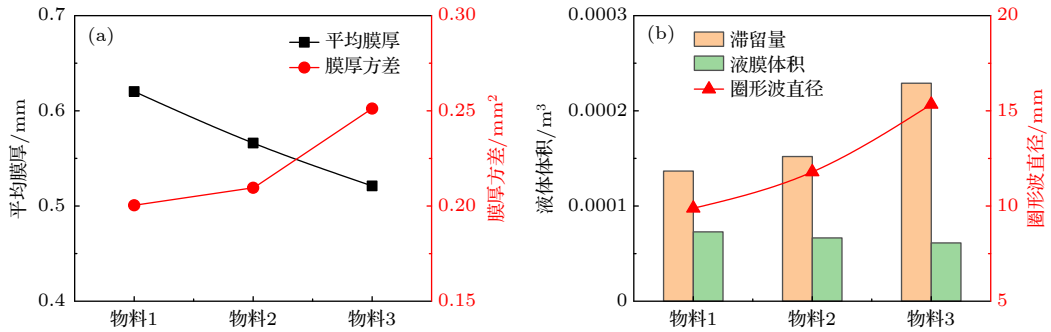 (a)
平均膜厚
膜厚方差
0.7
0.6
0.5
0.4
平均膜厚/mm
0.30
0.25
0.20
0.15
膜厚方差/mm²
物料1
物料2
物料3
(b)
滞留量
液膜体积
圈形波直径
0.0003
0.0002
0.0001
0
液体体积/m³
20
15
10
5
圈形波直径/mm
物料1
物料2
物料3